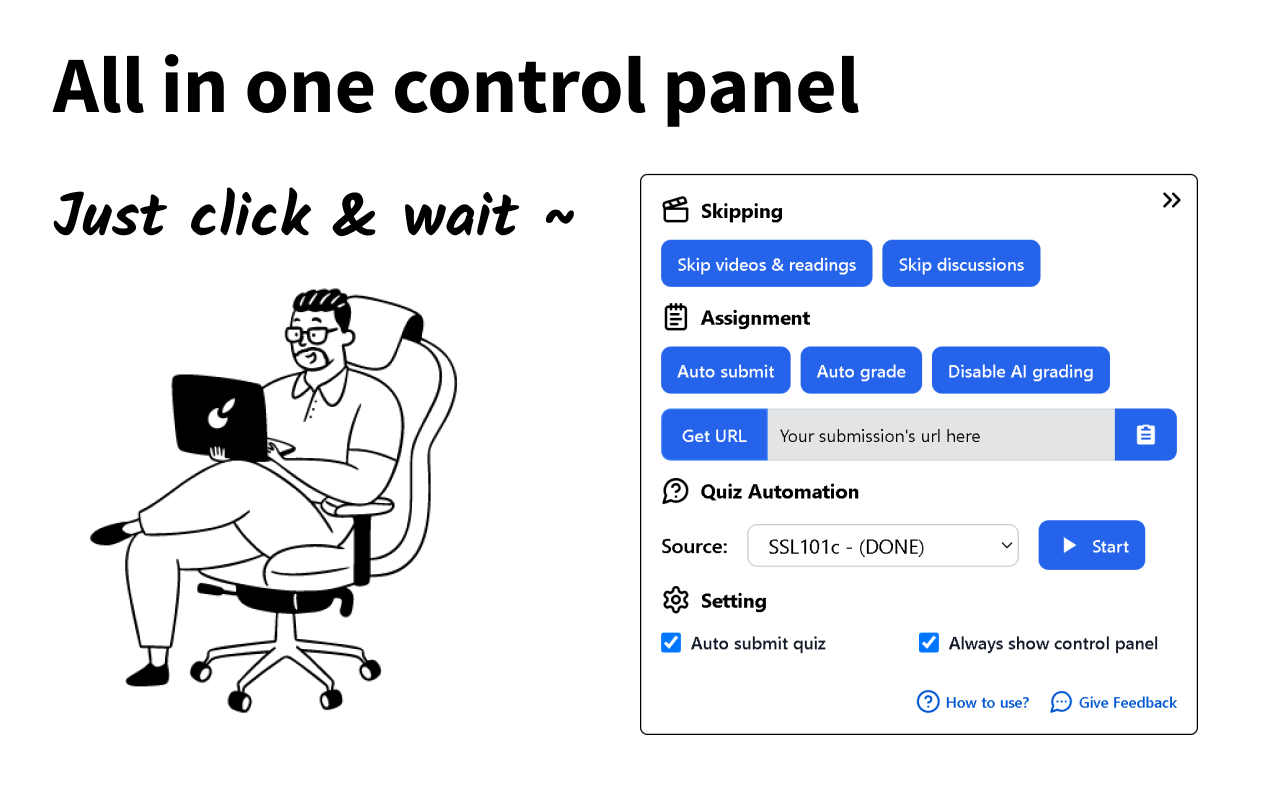 All in one control panel
Just click & wait ~
Skipping
Skip videos & readings Skip discussions
Assignment
Auto submit Auto grade Disable AI grading
Get URL Your submission's url here
Quiz Automation
Source: SSL101c - (DONE) Start
Setting
Auto submit quiz Always show control panel
How to use? Give Feedback